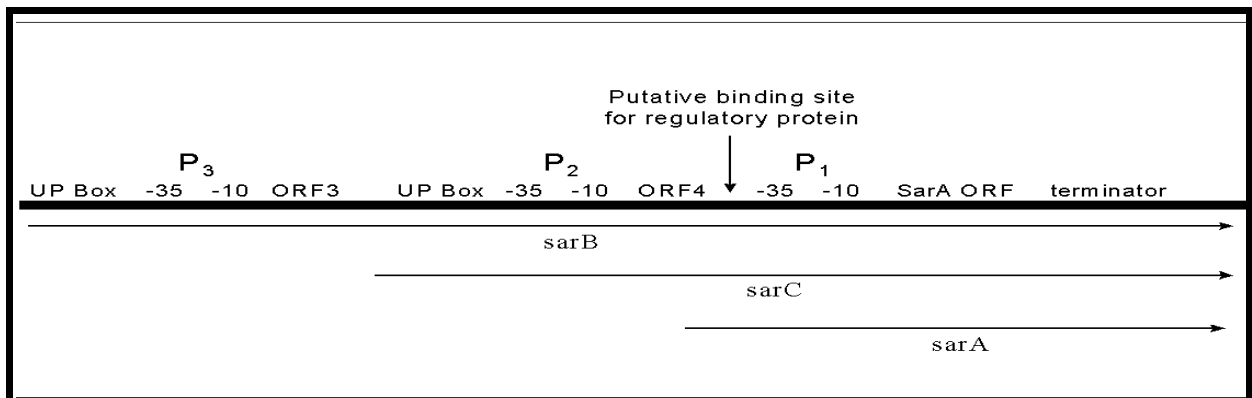 Putative binding site
for regulatory protein
P3 P2 P1
UP Box -35 -10 ORF3 UP Box -35 -10 ORF4 -35 -10 SarA ORF terminator
sarB
sarC
sarA